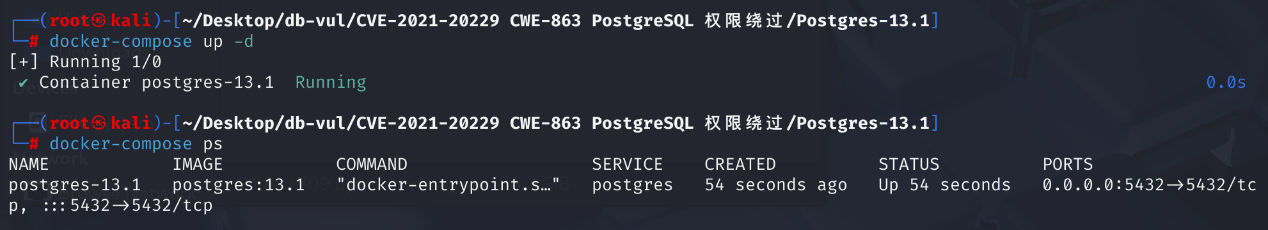 ┌──(root㉿kali)-[~/Desktop/db-vul/CVE-2021-20229 CWE-863 PostgreSQL 权限绕过/Postgres-13.1]
└─# docker-compose up -d
[+] Running 1/0
✔ Container postgres-13.1  Running 0.0s
┌──(root㉿kali)-[~/Desktop/db-vul/CVE-2021-20229 CWE-863 PostgreSQL 权限绕过/Postgres-13.1]
└─# docker-compose ps
NAME IMAGE COMMAND SERVICE CREATED STATUS PORTS
postgres-13.1 postgres:13.1 "docker-entrypoint.s…" postgres 54 seconds ago Up 54 seconds 0.0.0.0:5432->5432/tc
p, :::5432->5432/tcp